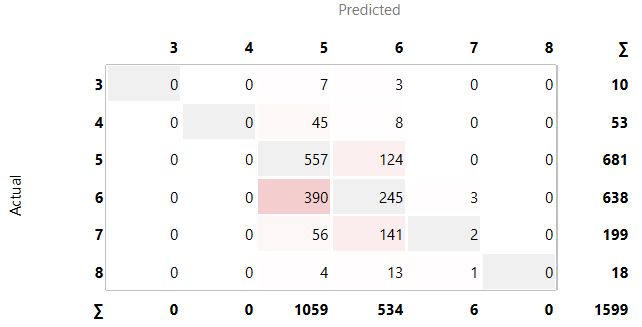 Predicted
3 4 5 6 7 8 ∑
3 0 0 7 3 0 0 10
4 0 0 45 8 0 0 53
5 0 0 557 124 0 0 681
Actual
6 0 0 390 245 3 0 638
7 0 0 56 141 2 0 199
8 0 0 4 13 1 0 18
∑ 0 0 1059 534 6 0 1599